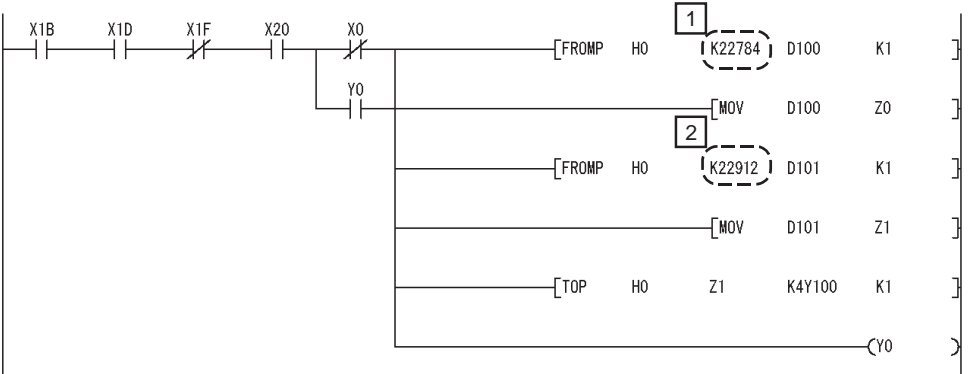 1
X1B X1D X1F X20 X0
[FROMP H0 K22784 D100 K1 ]
Y0
[MOV D100 Z0 ]
2
[FROMP H0 K22912 D101 K1 ]
[MOV D101 Z1 ]
[TOP H0 Z1 K4Y100 K1 ]
(Y0 )